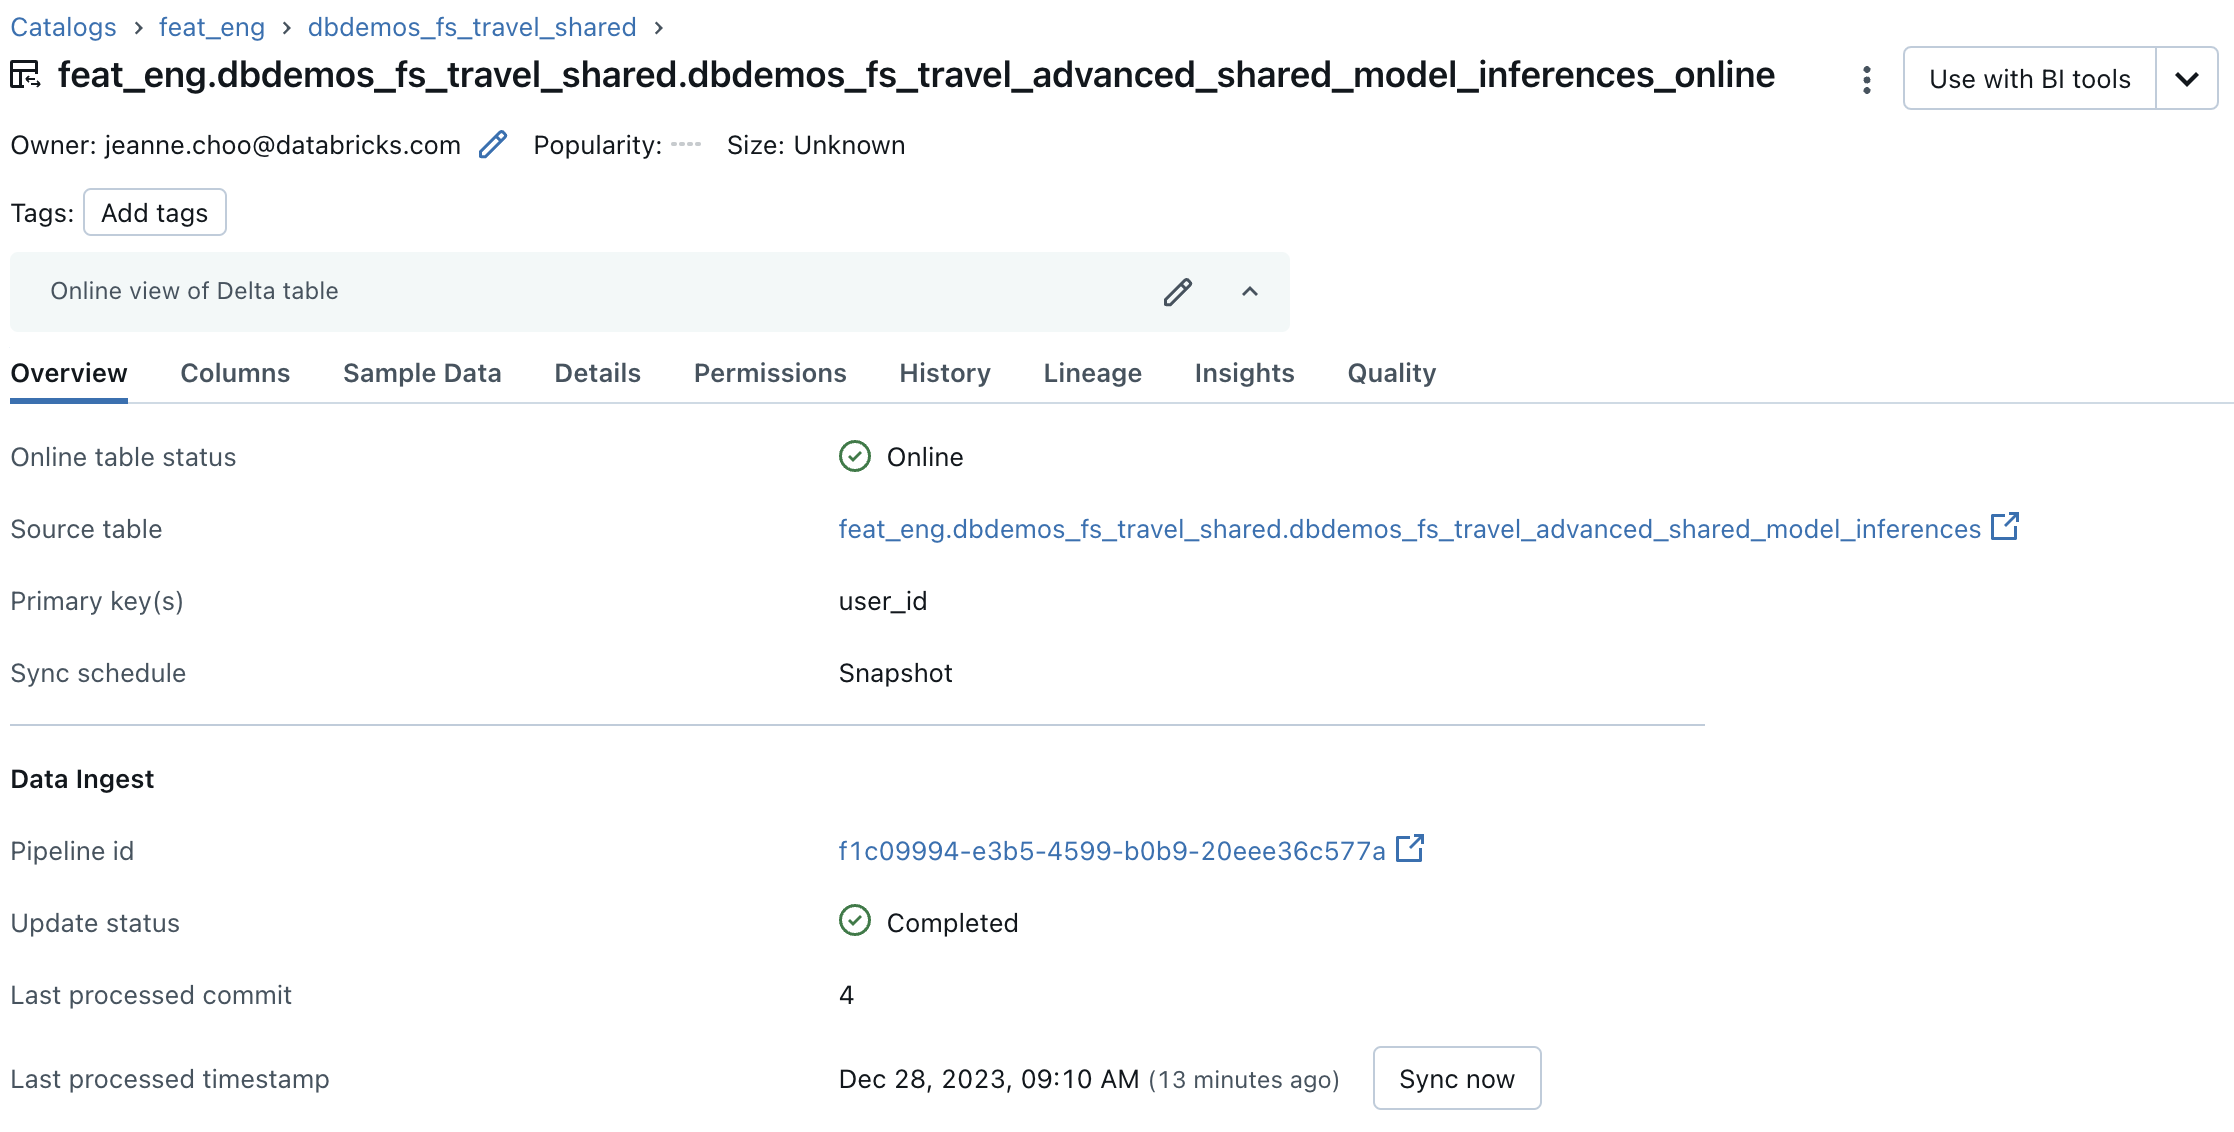 Catalogs > feat_eng > dbdemos_fs_travel_shared >
feat_eng.dbdemos_fs_travel_shared.dbdemos_fs_travel_advanced_shared_model_inferences_online
Use with BI tools
Owner: jeanne.choo@databricks.com Popularity: Size: Unknown
Tags: Add tags
Online view of Delta table
Overview Columns Sample Data Details Permissions History Lineage Insights Quality
Online table status Online
Source table feat_eng.dbdemos_fs_travel_shared.dbdemos_fs_travel_advanced_shared_model_inferences
Primary key(s) user_id
Sync schedule Snapshot
Data Ingest
Pipeline id f1c09994-e3b5-4599-b0b9-20eee36c577a
Update status Completed
Last processed commit 4
Last processed timestamp Dec 28, 2023, 09:10 AM (13 minutes ago) Sync now